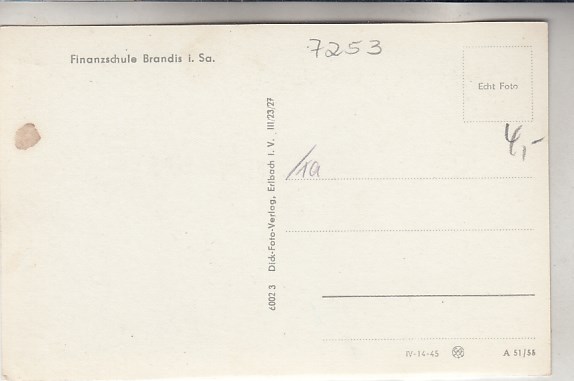 Finanzschule Brandis i. Sa.
7253
Echt Foto
4,-
/1a
6002 3 Dick-Foto-Verlag, Erlbach i. V. III/23/27
IV-14-45
A 51/55